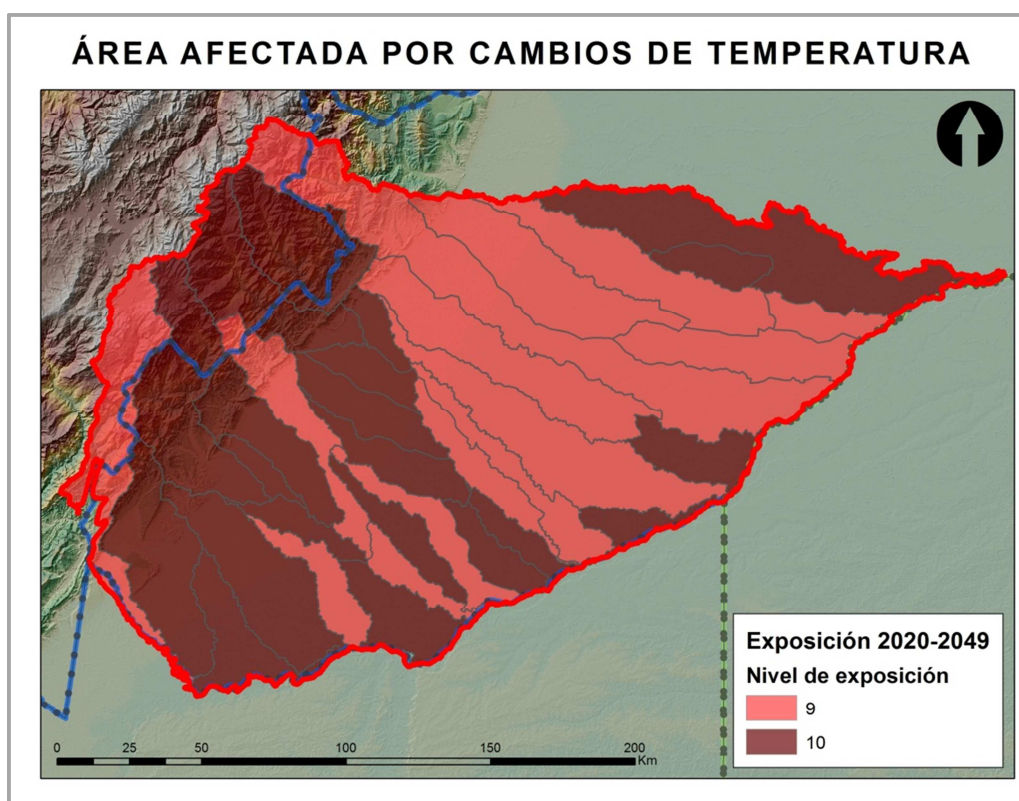 ÁREA AFECTADA POR CAMBIOS DE TEMPERATURA
Exposición 2020-2049
Nivel de exposición
9
10
0 25 50 100 150 200
Km